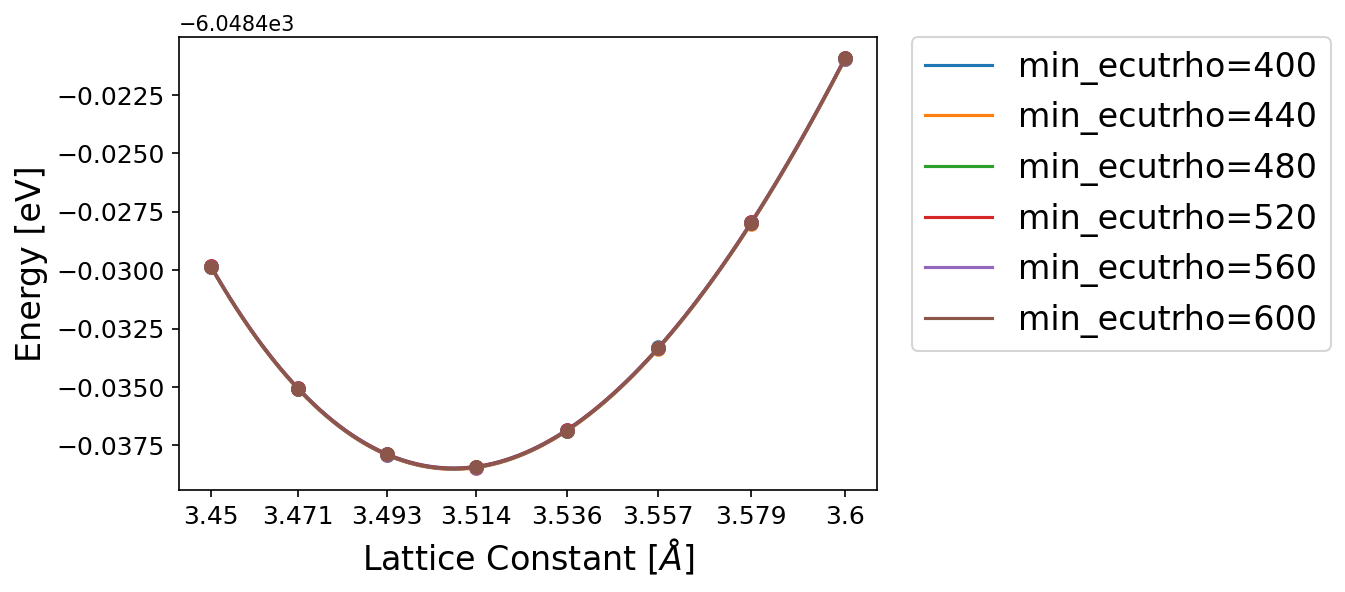 −6.0484e3
−0.0225
−0.0250
−0.0275
−0.0300
−0.0325
−0.0350
−0.0375
Energy [eV]
3.45 3.471 3.493 3.514 3.536 3.557 3.579 3.6
Lattice Constant [Å]
min_ecutrho=400
min_ecutrho=440
min_ecutrho=480
min_ecutrho=520
min_ecutrho=560
min_ecutrho=600